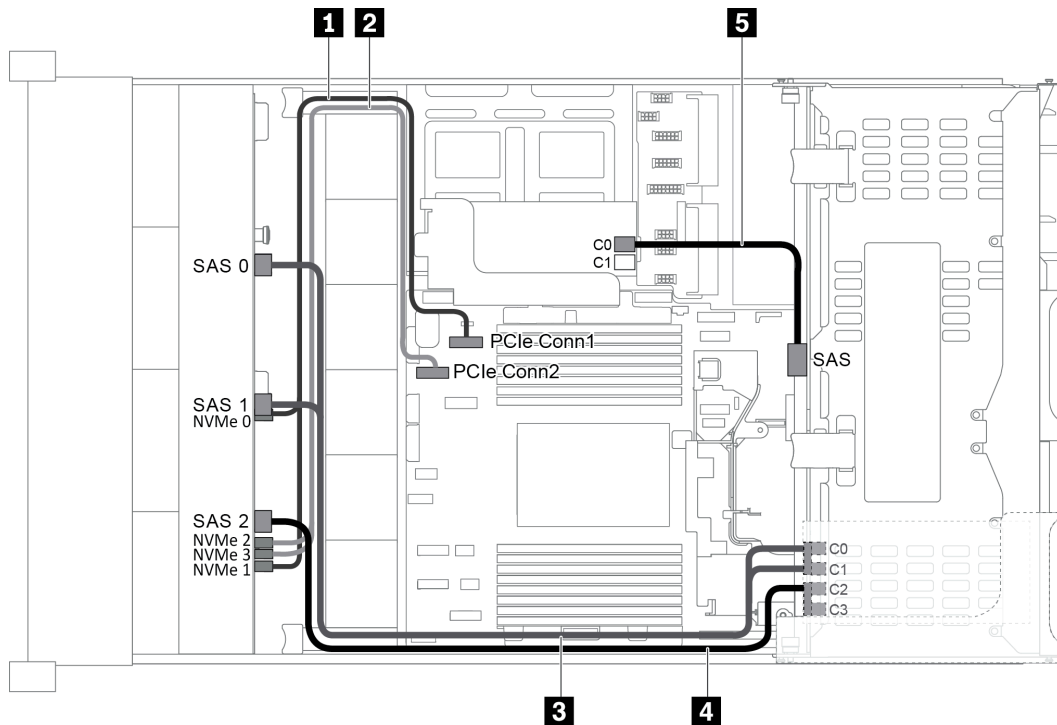 1 2 5
C0
C1
SAS 0
PCIe Conn1
SAS
PCIe Conn2
SAS 1
NVMe 0
SAS 2
NVMe 2
NVMe 3
NVMe 1
C0
C1
C2
C3
3 4